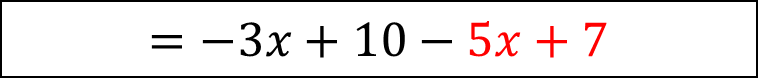 = −3x + 10 − 5x + 7